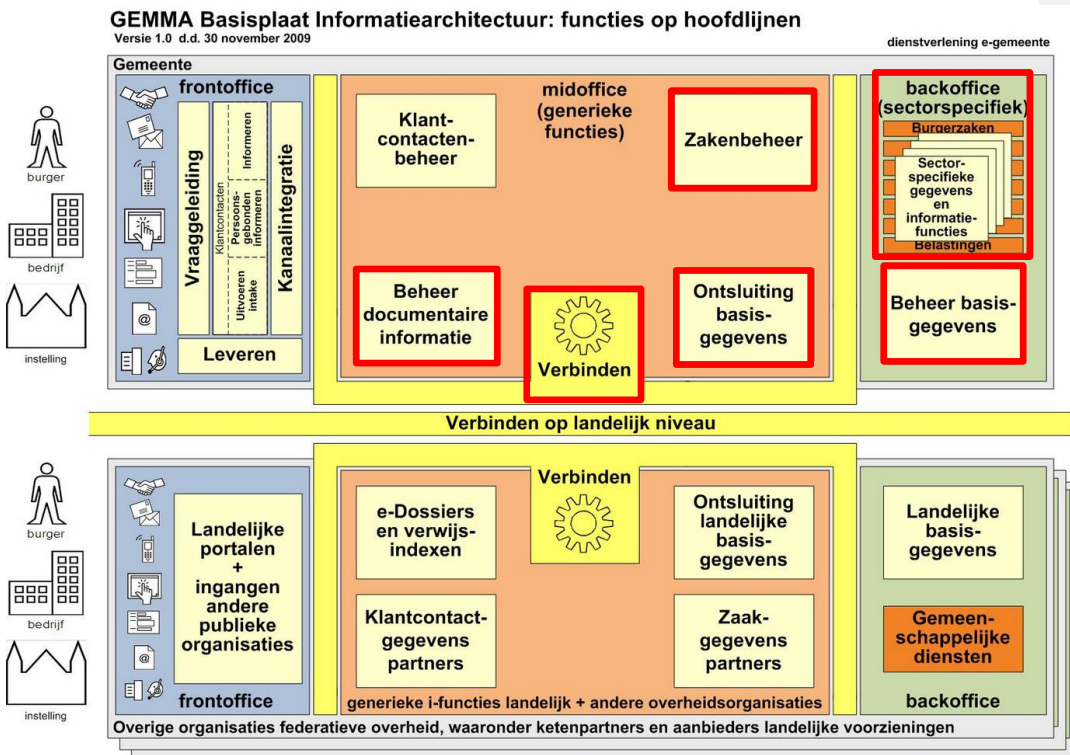 GEMMA Basisplaat Informatiearchitectuur: functies op hoofdlijnen
Versie 1.0 d.d. 30 november 2009
dienstverlening e-gemeente
Gemeente
burger
bedrijf
instelling
frontoffice
Vraaggeleiding
Klantcontacten
Informeren
Persoons-
gebonden
informeren
Uitvoeren
intake
Kanaalintegratie
@
Leveren
midoffice
(generieke
functies)
Klant-
contacten-
beheer
Zakenbeheer
Beheer
documentaire
informatie
Verbinden
Ontsluiting
basis-
gegevens
backoffice
(sectorspecifiek)
Burgerzaken
Sector-
specifieke
gegevens
en
informatie-
functies
Belastingen
Beheer basis-
gegevens
Verbinden op landelijk niveau
burger
bedrijf
instelling
Landelijke
portalen
+
ingangen
andere
publieke
organisaties
@
frontoffice
Verbinden
e-Dossiers
en verwijs-
indexen
Ontsluiting
landelijke
basis-
gegevens
Klantcontact-
gegevens
partners
Zaak-
gegevens
partners
generieke i-functies landelijk + andere overheidsorganisaties
Landelijke
basis-
gegevens
Gemeen-
schappelijke
diensten
backoffice
Overige organisaties federatieve overheid, waaronder ketenpartners en aanbieders landelijke voorzieningen